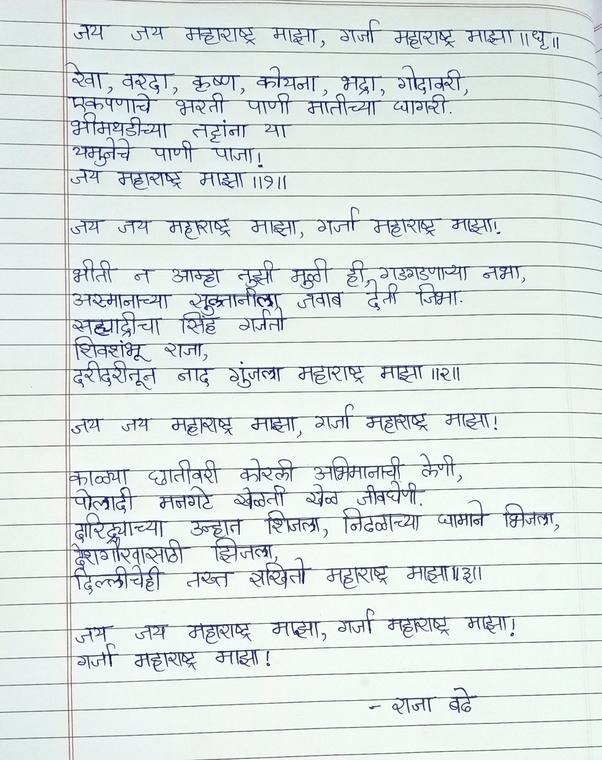 जय जय महाराष्ट्र माझा, गर्जा महाराष्ट्र माझा ॥धृ॥
रेवा, वरदा, कृष्ण, कोयना, भद्रा, गोदावरी,
एकपणाचे भरती पाणी मातीच्या घागरी.
भीमथडीच्या तट्टांना या
यमुनेचे पाणी पाजा!
जय महाराष्ट्र माझा ॥१॥
जय जय महाराष्ट्र माझा, गर्जा महाराष्ट्र माझा!
भीती न आम्हा तुझी मुळी ही, गडगडणाऱ्या नभा,
अस्मानाच्या सुलतानीला, जवाब देती जिभा.
सह्याद्रीचा सिंह गर्जतो
शिवशंभू राजा,
दरीदरीतून नाद गुंजला महाराष्ट्र माझा ॥२॥
जय जय महाराष्ट्र माझा, गर्जा महाराष्ट्र माझा!
काळ्या छातीवरी कोरली अभिमानाची लेणी,
पोलादी मनगटे खेळती खेळ जीवघेणी.
दारिद्र्याच्या उन्हात शिजला, निढळाच्या घामाने भिजला,
देशगौरवासाठी झिजला,
दिल्लीचेही तख्त राखितो महाराष्ट्र माझा॥३॥
जय जय महाराष्ट्र माझा, गर्जा महाराष्ट्र माझा!
गर्जा महाराष्ट्र माझा!
- राजा बढे